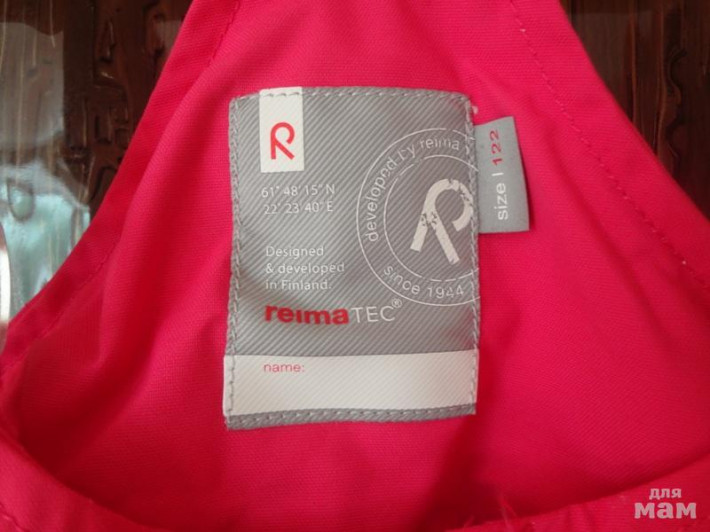 R
61° 48' 15" N
22° 23' 40" E
Designed
& developed
in Finland.
reimaTEC®
name:
developed by reima
since 1944
R
size | 122
для
мам